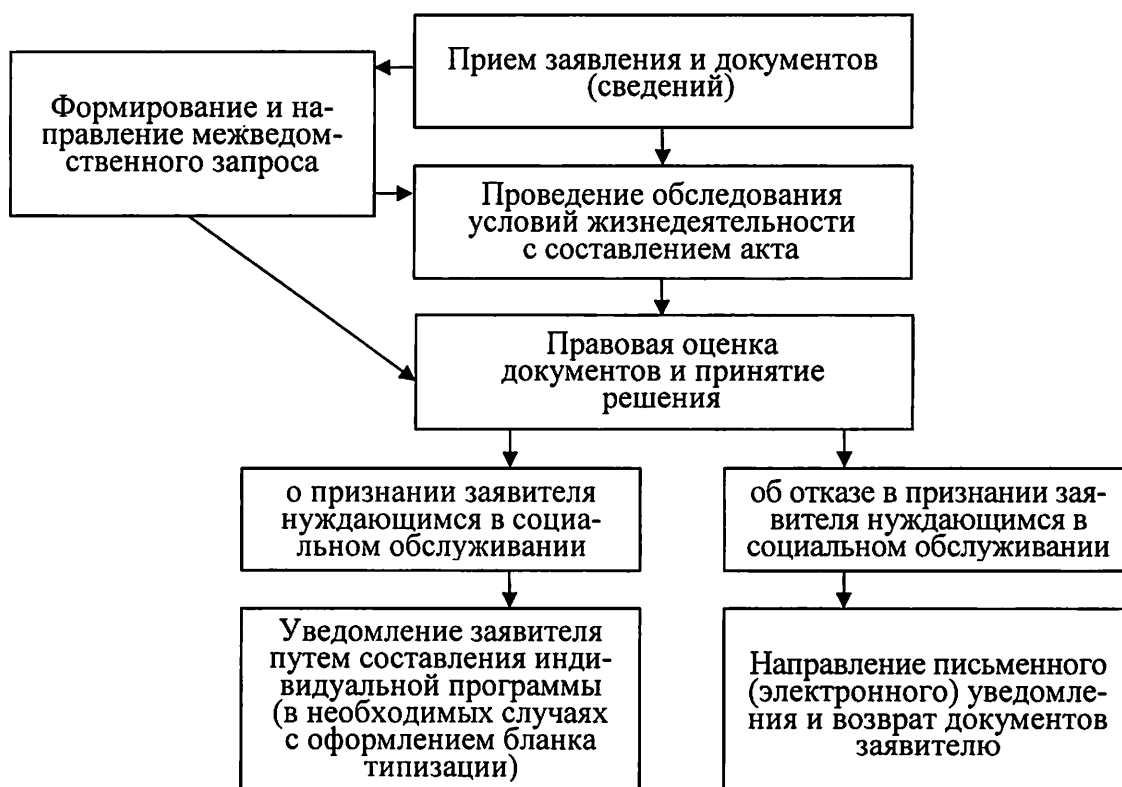 Прием заявления и документов
(сведений)
Формирование и на-
правление межведом-
ственного запроса
Проведение обследования
условий жизнедеятельности
с составлением акта
Правовая оценка
документов и принятие
решения
о признании заявителя
нуждающимся в социа-
льном обслуживании
об отказе в признании зая-
вителя нуждающимся в
социальном обслуживании
Уведомление заявителя
путем составления инди-
видуальной программы
(в необходимых случаях
с оформлением бланка
типизации)
Направление письменного
(электронного) уведомле-
ния и возврат документов
заявителю